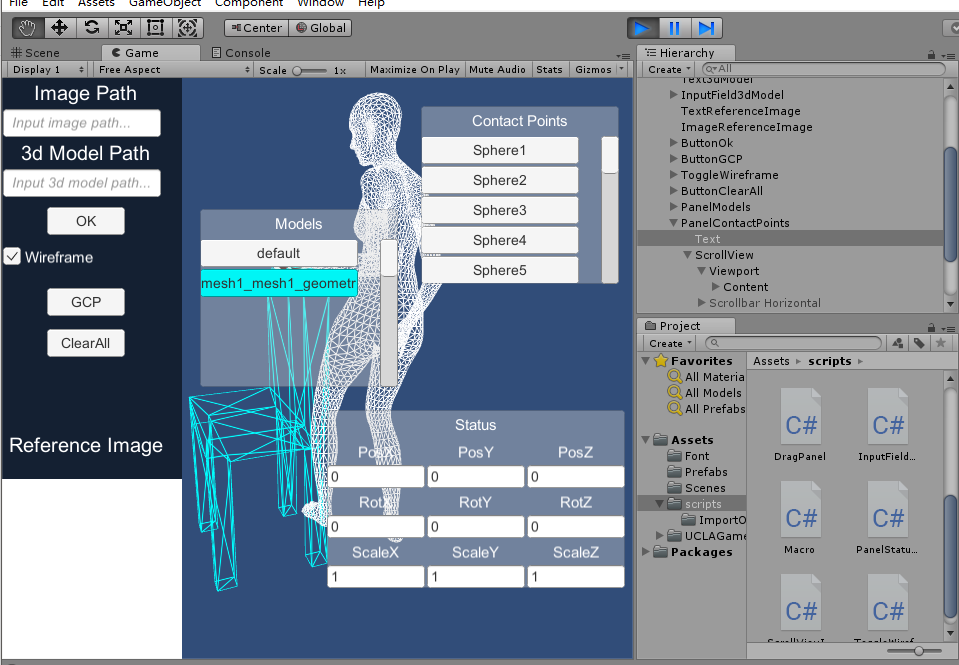 File Edit Assets GameObject Component Window Help
Center Global
Scene Game Console
Display 1 Free Aspect Scale 1x Maximize On Play Mute Audio Stats Gizmos
Image Path
Input image path...
3d Model Path
Input 3d model path...
OK
Wireframe
GCP
ClearAll
Reference Image
Models
default
mesh1_mesh1_geometr
Contact Points
Sphere1
Sphere2
Sphere3
Sphere4
Sphere5
Status
PosX PosY PosZ
0 0 0
RotX RotY RotZ
0 0 0
ScaleX ScaleY ScaleZ
1 1 1
Hierarchy
Create All
Text3dModel
InputField3dModel
TextReferenceImage
ImageReferenceImage
ButtonOk
ButtonGCP
ToggleWireframe
ButtonClearAll
PanelModels
PanelContactPoints
Text
ScrollView
Viewport
Content
Scrollbar Horizontal
Project
Create
Favorites
All Materia
All Models
All Prefabs
Assets
Font
Prefabs
Scenes
scripts
ImportO
UCLAGame
Packages
Assets scripts
C# C#
DragPanel InputField...
C# C#
Macro PanelStatu...
C# C#
ScrollViewI ToggleWiref